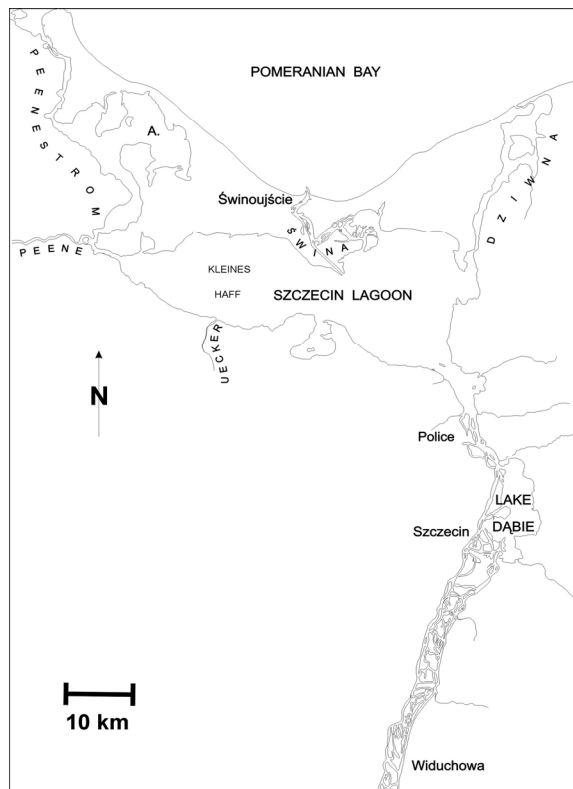 POMERANIAN BAY
PEENESTROM
A.
DZIWNA
Świnoujście
ŚWINA
PEENE
KLEINES
HAFF
SZCZECIN LAGOON
UECKER
N
Police
LAKE
DĄBIE
Szczecin
10 km
Widuchowa